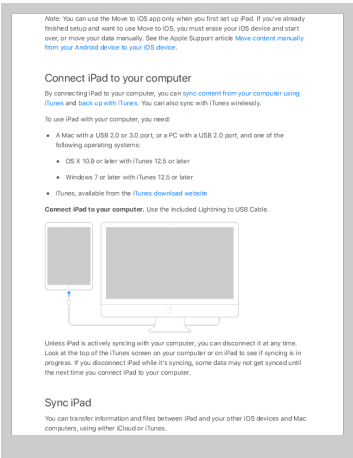 Note: You can use the Move to iOS app only when you first set up iPad. If you've already
finished setup and want to use Move to iOS, you must erase your iOS device and start
over, or move your data manually. See the Apple Support article Move content manually
from your Android device to your iOS device.
Connect iPad to your computer
By connecting iPad to your computer, you can sync content from your computer using
iTunes and back up with iTunes. You can also sync with iTunes wirelessly.
To use iPad with your computer, you need:
• A Mac with a USB 2.0 or 3.0 port, or a PC with a USB 2.0 port, and one of the
following operating systems:
• OS X 10.9 or later with iTunes 12.5 or later
• Windows 7 or later with iTunes 12.5 or later
• iTunes, available from the iTunes download website
Connect iPad to your computer. Use the included Lightning to USB Cable.
Unless iPad is actively syncing with your computer, you can disconnect it at any time.
Look at the top of the iTunes screen on your computer or on iPad to see if syncing is in
progress. If you disconnect iPad while it's syncing, some data may not get synced until
the next time you connect iPad to your computer.
Sync iPad
You can transfer information and files between iPad and your other iOS devices and Mac
computers, using either iCloud or iTunes.